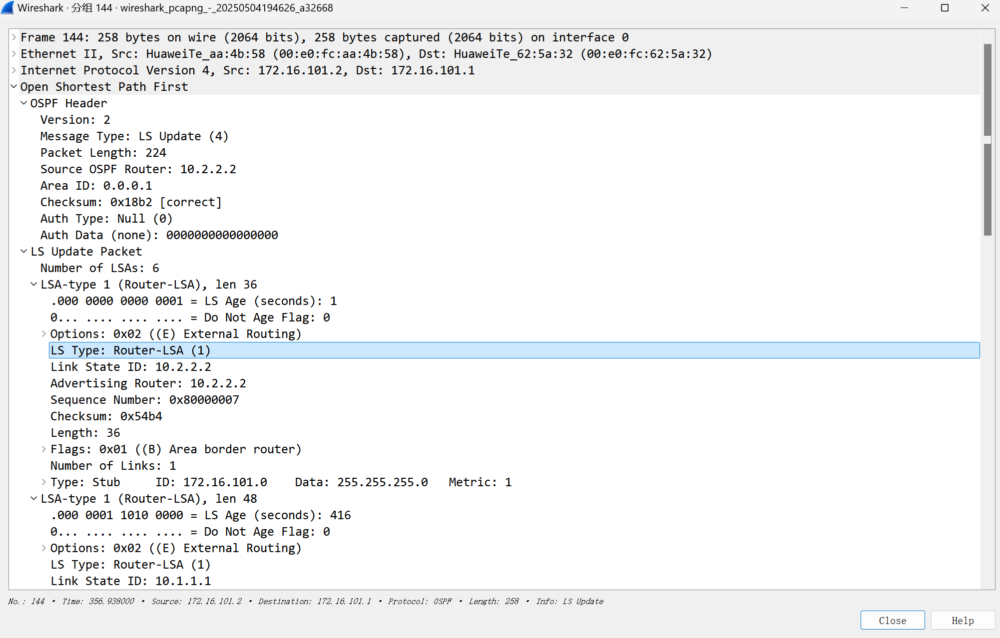 Wireshark · 分组 144 · wireshark_pcapng_-_20250504194626_a32668
Frame 144: 258 bytes on wire (2064 bits), 258 bytes captured (2064 bits) on interface 0
Ethernet II, Src: HuaweiTe_aa:4b:58 (00:e0:fc:aa:4b:58), Dst: HuaweiTe_62:5a:32 (00:e0:fc:62:5a:32)
Internet Protocol Version 4, Src: 172.16.101.2, Dst: 172.16.101.1
Open Shortest Path First
OSPF Header
Version: 2
Message Type: LS Update (4)
Packet Length: 224
Source OSPF Router: 10.2.2.2
Area ID: 0.0.0.1
Checksum: 0x18b2 [correct]
Auth Type: Null (0)
Auth Data (none): 0000000000000000
LS Update Packet
Number of LSAs: 6
LSA-type 1 (Router-LSA), len 36
.000 0000 0000 0001 = LS Age (seconds): 1
0... .... .... .... = Do Not Age Flag: 0
Options: 0x02 ((E) External Routing)
LS Type: Router-LSA (1)
Link State ID: 10.2.2.2
Advertising Router: 10.2.2.2
Sequence Number: 0x80000007
Checksum: 0x54b4
Length: 36
Flags: 0x01 ((B) Area border router)
Number of Links: 1
Type: Stub     ID: 172.16.101.0    Data: 255.255.255.0   Metric: 1
LSA-type 1 (Router-LSA), len 48
.000 0001 1010 0000 = LS Age (seconds): 416
0... .... .... .... = Do Not Age Flag: 0
Options: 0x02 ((E) External Routing)
LS Type: Router-LSA (1)
Link State ID: 10.1.1.1
No.: 144 · Time: 356.938000 · Source: 172.16.101.2 · Destination: 172.16.101.1 · Protocol: OSPF · Length: 258 · Info: LS Update
Close Help